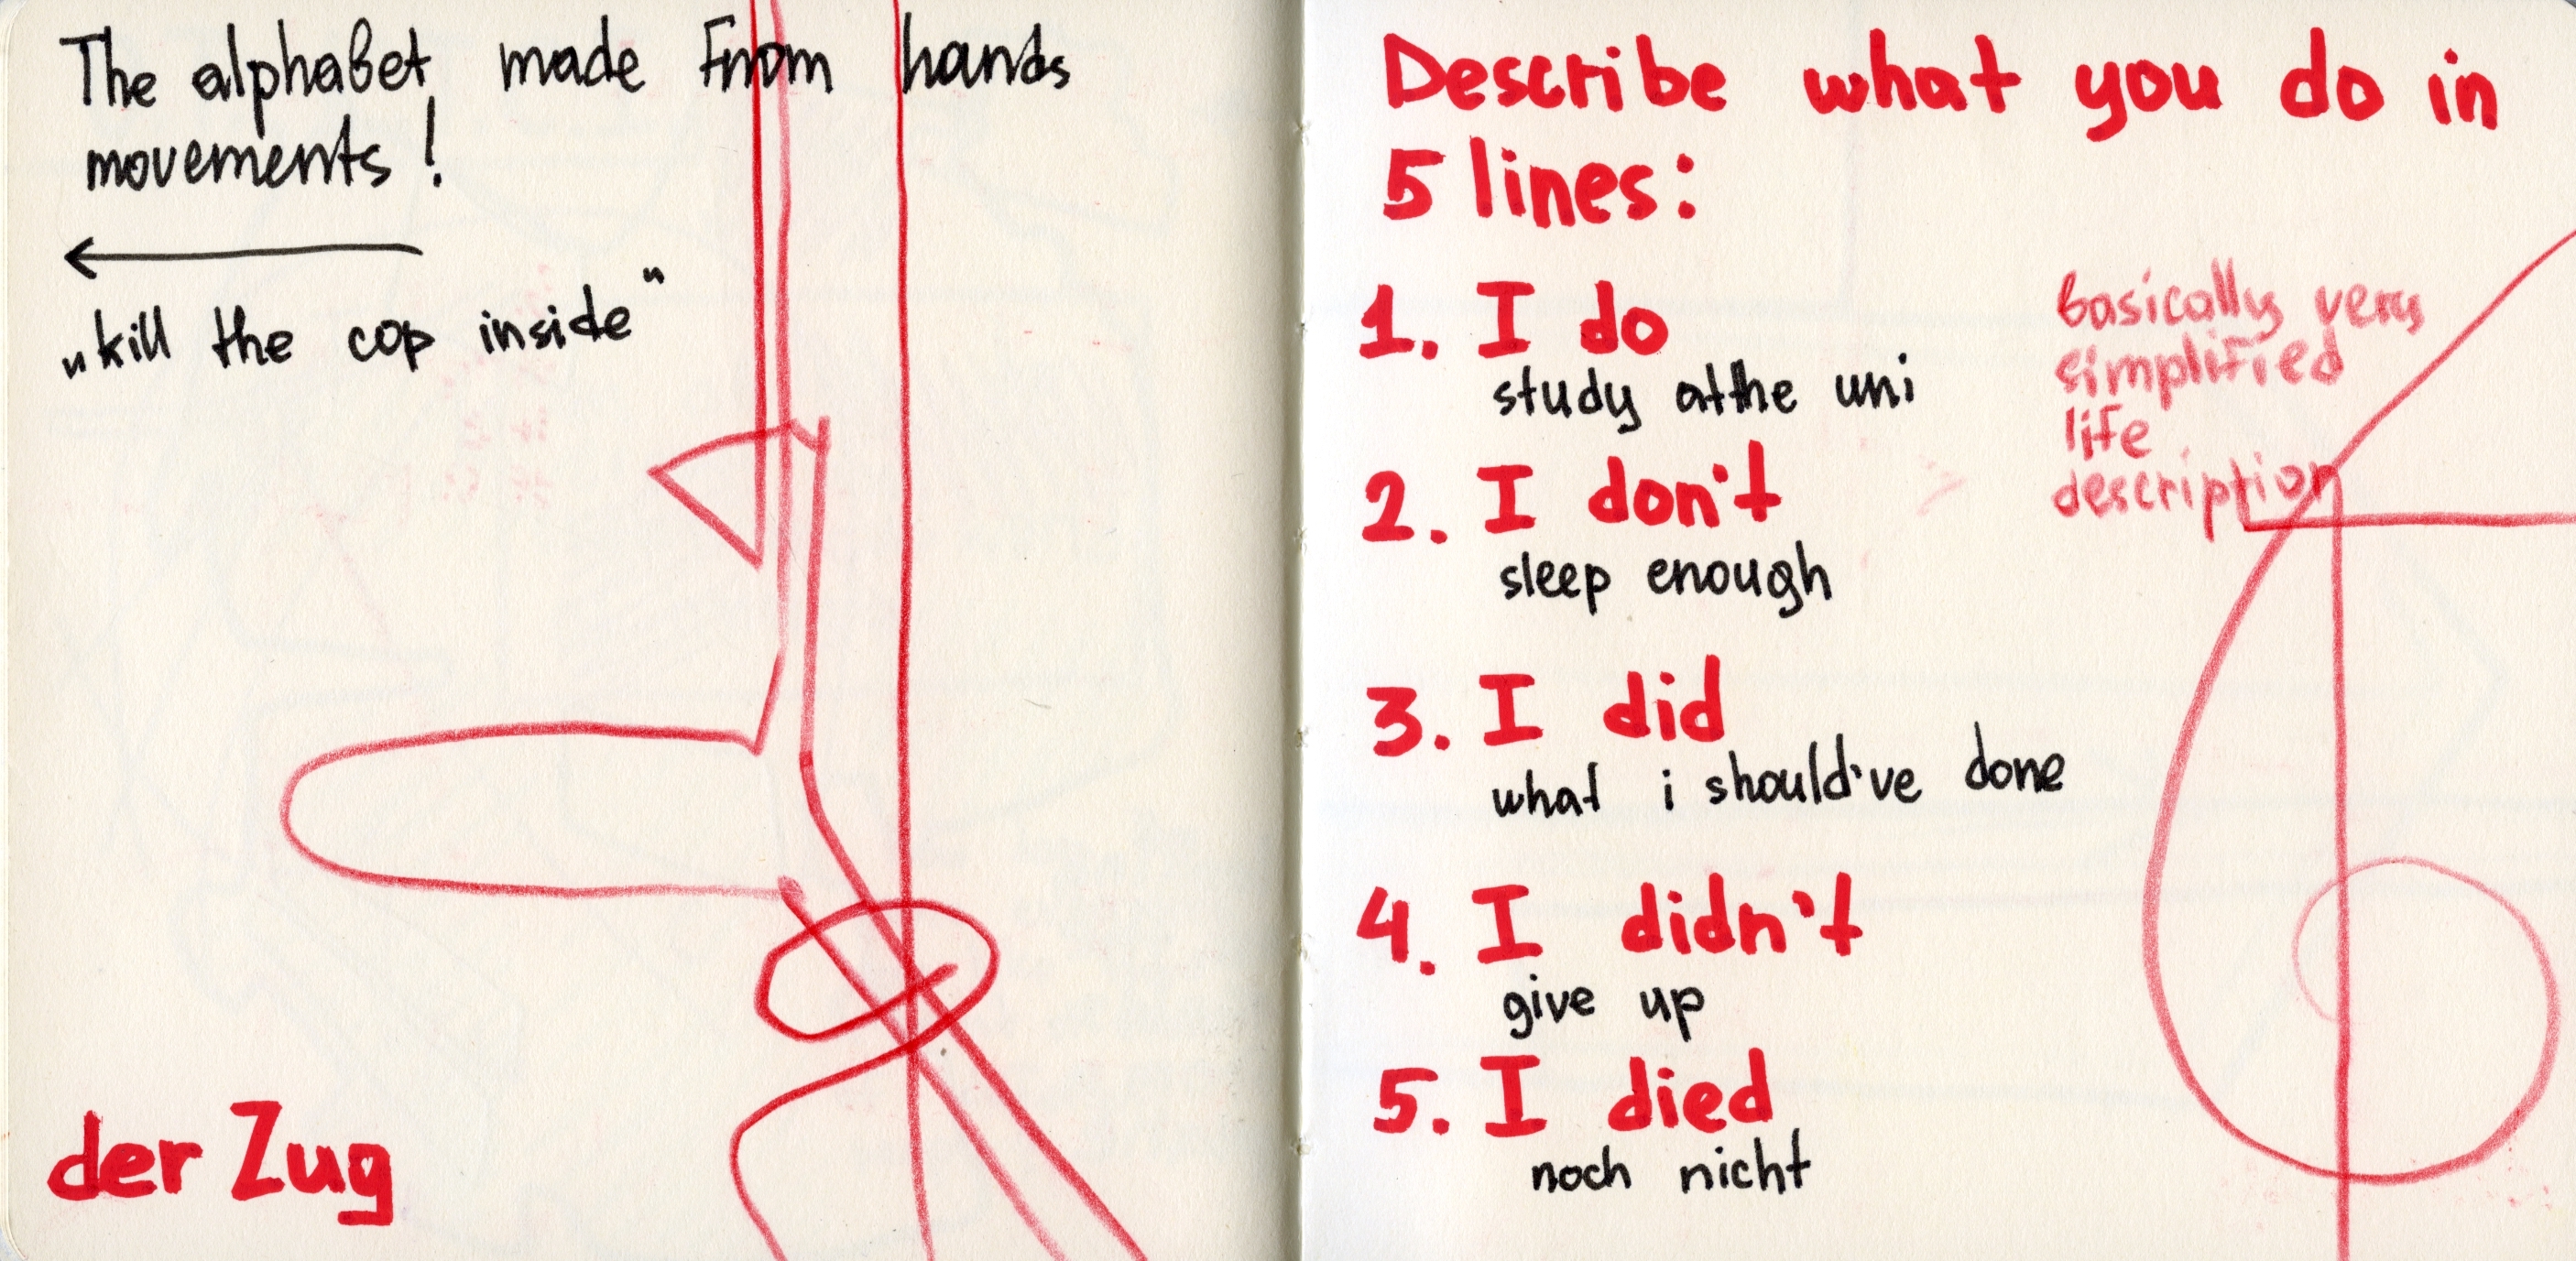 The alphabet made from hands
movements!
„kill the cop inside"
der Zug
Describe what you do in
5 lines:
1. I do
study at the uni
2. I don't
sleep enough
3. I did
what i should've done
4. I didn't
give up
5. I died
noch nicht
basically very
simplified
life
description